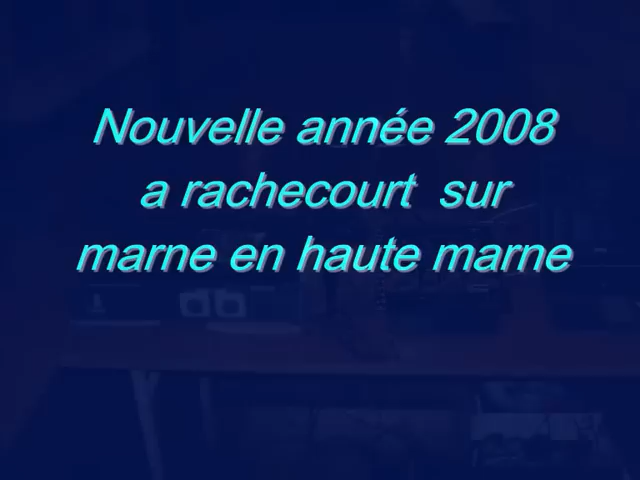 Nouvelle année 2008
a rachecourt sur
marne en haute marne